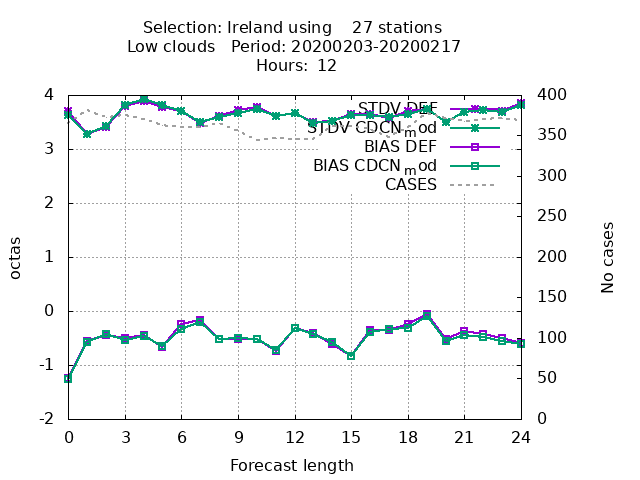 Selection: Ireland using 27 stations
Low clouds Period: 20200203-20200217
Hours: 12
STDV DEF
STDV CDCNmod
BIAS DEF
BIAS CDCNmod
CASES
4
3
2
1
0
-1
-2
octas
400
350
300
250
200
150
100
50
0
No cases
0 3 6 9 12 15 18 21 24
Forecast length